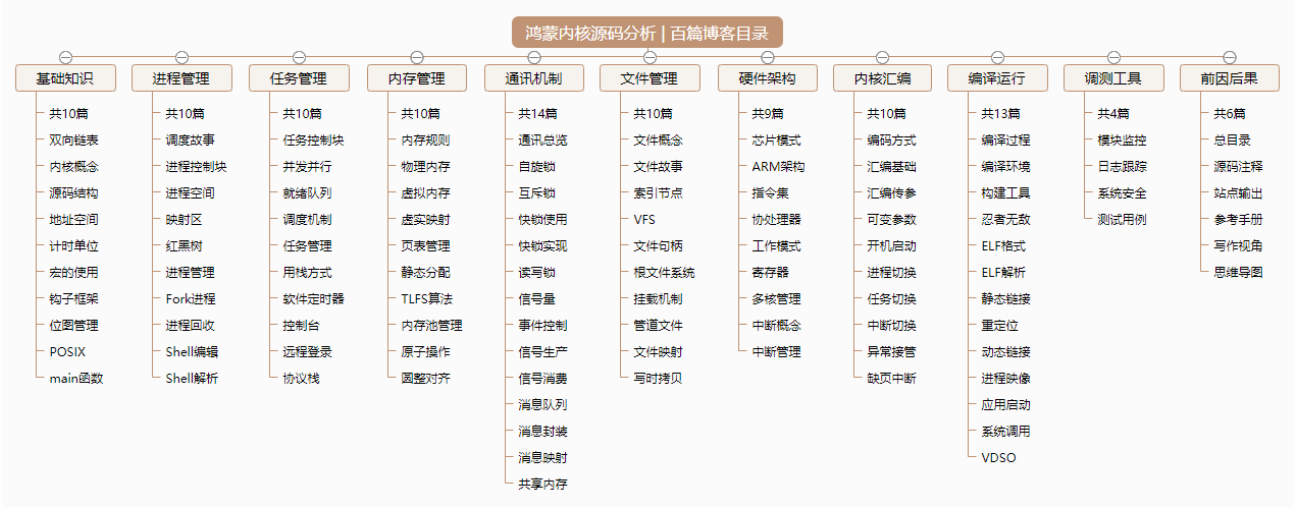 鸿蒙内核源码分析 | 百篇博客目录
基础知识
共10篇
双向链表
内核概念
源码结构
地址空间
计时单位
宏的使用
钩子框架
位图管理
POSIX
main函数
进程管理
共10篇
调度故事
进程控制块
进程空间
映射区
红黑树
进程管理
Fork进程
进程回收
Shell编辑
Shell解析
任务管理
共10篇
任务控制块
并发并行
就绪队列
调度机制
任务管理
用栈方式
软件定时器
控制台
远程登录
协议栈
内存管理
共10篇
内存规则
物理内存
虚拟内存
虚实映射
页表管理
静态分配
TLFS算法
内存池管理
原子操作
圆整对齐
通讯机制
共14篇
通讯总览
自旋锁
互斥锁
快锁使用
快锁实现
读写锁
信号量
事件控制
信号生产
信号消费
消息队列
消息封装
消息映射
共享内存
文件管理
共10篇
文件概念
文件故事
索引节点
VFS
文件句柄
根文件系统
挂载机制
管道文件
文件映射
写时拷贝
硬件架构
共9篇
芯片模式
ARM架构
指令集
协处理器
工作模式
寄存器
多核管理
中断概念
中断管理
内核汇编
共10篇
编码方式
汇编基础
汇编传参
可变参数
开机启动
进程切换
任务切换
中断切换
异常接管
缺页中断
编译运行
共13篇
编译过程
编译环境
构建工具
忍者无敌
ELF格式
ELF解析
静态链接
重定位
动态链接
进程映像
应用启动
系统调用
VDSO
调测工具
共4篇
模块监控
日志跟踪
系统安全
测试用例
前因后果
共6篇
总目录
源码注释
站点输出
参考手册
写作视角
思维导图